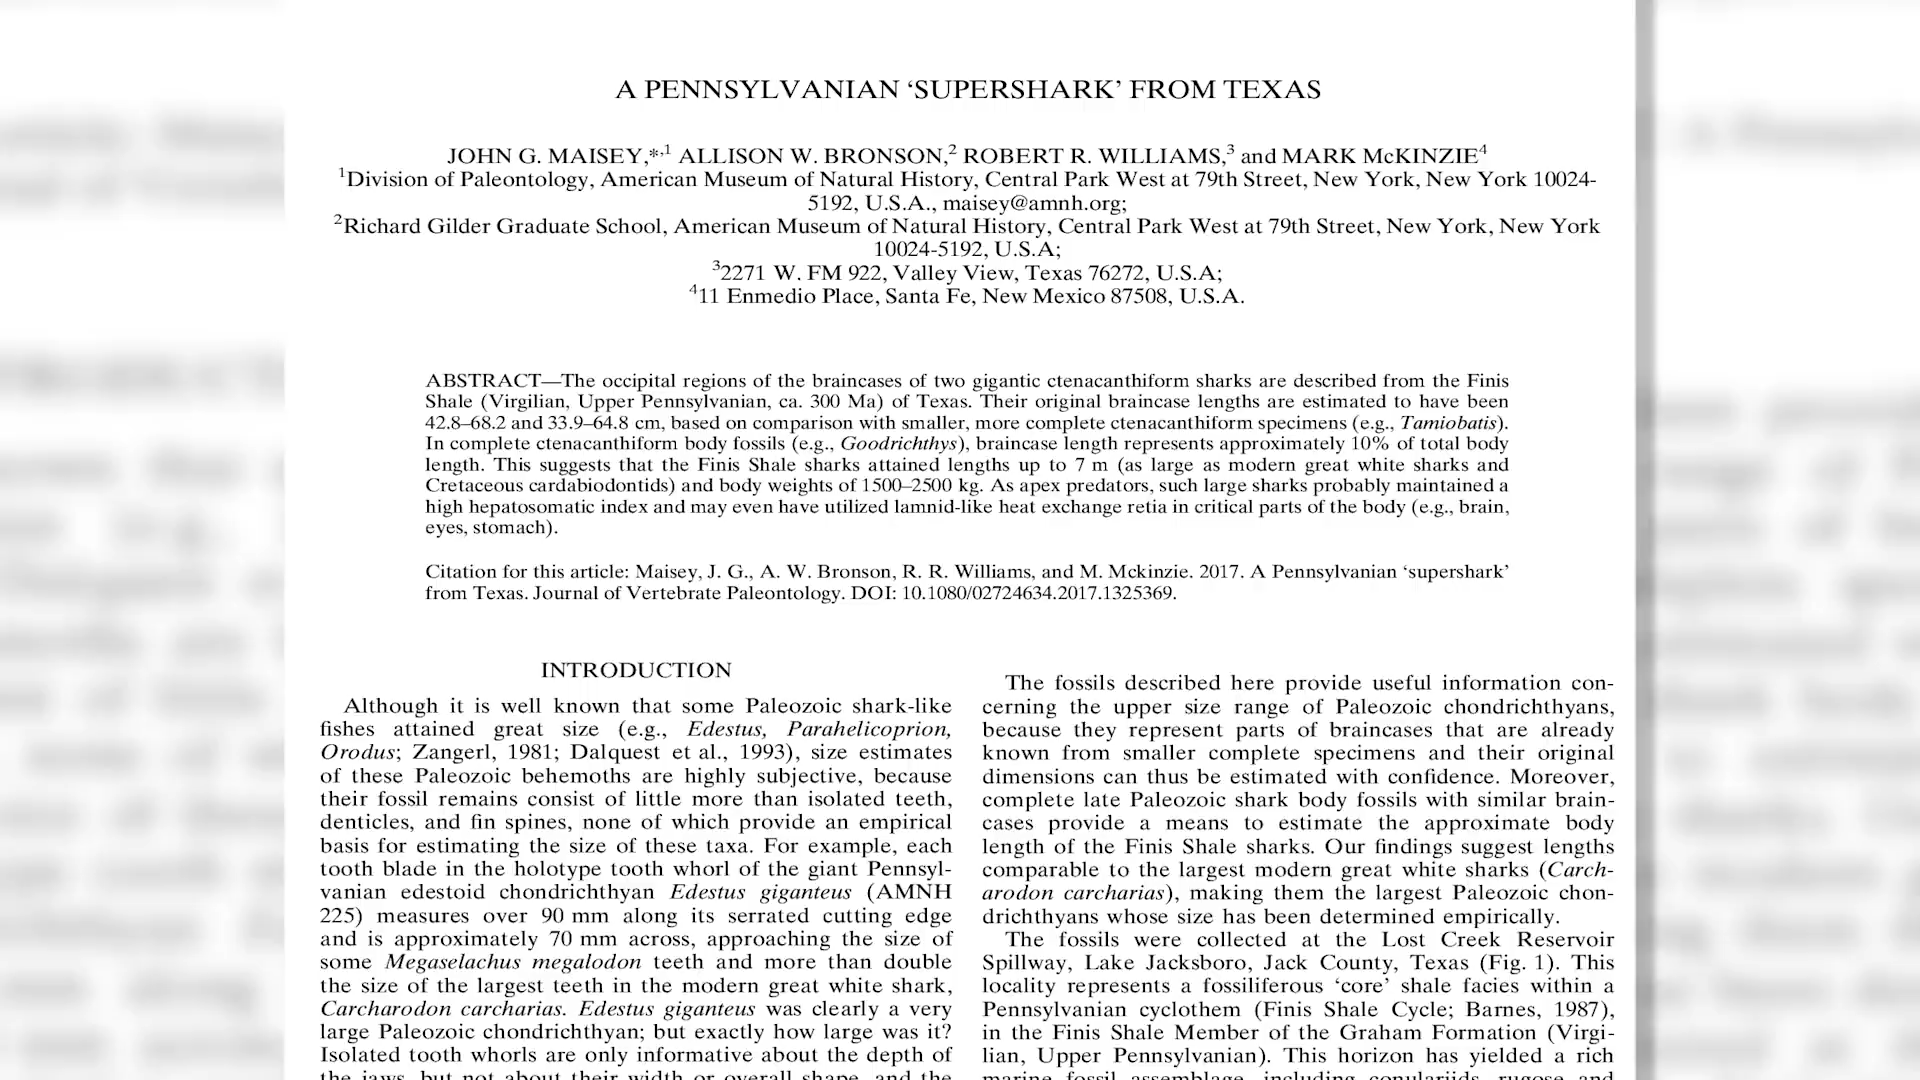 A PENNSYLVANIAN ‘SUPERSHARK’ FROM TEXAS
JOHN G. MAISEY,*,1 ALLISON W. BRONSON,2 ROBERT R. WILLIAMS,3 and MARK McKINZIE4
1Division of Paleontology, American Museum of Natural History, Central Park West at 79th Street, New York, New York 10024-
5192, U.S.A., maisey@amnh.org;
2Richard Gilder Graduate School, American Museum of Natural History, Central Park West at 79th Street, New York, New York
10024-5192, U.S.A;
32271 W. FM 922, Valley View, Texas 76272, U.S.A;
411 Enmedio Place, Santa Fe, New Mexico 87508, U.S.A.
ABSTRACT—The occipital regions of the braincases of two gigantic ctenacanthiform sharks are described from the Finis
Shale (Virgilian, Upper Pennsylvanian, ca. 300 Ma) of Texas. Their original braincase lengths are estimated to have been
42.8–68.2 and 33.9–64.8 cm, based on comparison with smaller, more complete ctenacanthiform specimens (e.g., Tamiobatis).
In complete ctenacanthiform body fossils (e.g., Goodrichthys), braincase length represents approximately 10% of total body
length. This suggests that the Finis Shale sharks attained lengths up to 7 m (as large as modern great white sharks and
Cretaceous cardabiodontids) and body weights of 1500–2500 kg. As apex predators, such large sharks probably maintained a
high hepatosomatic index and may even have utilized lamnid-like heat exchange retia in critical parts of the body (e.g., brain,
eyes, stomach).
Citation for this article: Maisey, J. G., A. W. Bronson, R. R. Williams, and M. Mckinzie. 2017. A Pennsylvanian ‘supershark’
from Texas. Journal of Vertebrate Paleontology. DOI: 10.1080/02724634.2017.1325369.
INTRODUCTION
Although it is well known that some Paleozoic shark-like
fishes attained great size (e.g., Edestus, Parahelicoprion,
Orodus; Zangerl, 1981; Dalquest et al., 1993), size estimates
of these Paleozoic behemoths are highly subjective, because
their fossil remains consist of little more than isolated teeth,
denticles, and fin spines, none of which provide an empirical
basis for estimating the size of these taxa. For example, each
tooth blade in the holotype tooth whorl of the giant Pennsyl-
vanian edestoid chondrichthyan Edestus giganteus (AMNH
225) measures over 90 mm along its serrated cutting edge
and is approximately 70 mm across, approaching the size of
some Megaselachus megalodon teeth and more than double
the size of the largest teeth in the modern great white shark,
Carcharodon carcharias. Edestus giganteus was clearly a very
large Paleozoic chondrichthyan; but exactly how large was it?
Isolated tooth whorls are only informative about the depth of
the jaws, but not about their width or overall shape, and the
The fossils described here provide useful information con-
cerning the upper size range of Paleozoic chondrichthyans,
because they represent parts of braincases that are already
known from smaller complete specimens and their original
dimensions can thus be estimated with confidence. Moreover,
complete late Paleozoic shark body fossils with similar brain-
cases provide a means to estimate the approximate body
length of the Finis Shale sharks. Our findings suggest lengths
comparable to the largest modern great white sharks (Carch-
arodon carcharias), making them the largest Paleozoic chon-
drichthyans whose size has been determined empirically.
The fossils were collected at the Lost Creek Reservoir
Spillway, Lake Jacksboro, Jack County, Texas (Fig. 1). This
locality represents a fossiliferous ‘core’ shale facies within a
Pennsylvanian cyclothem (Finis Shale Cycle; Barnes, 1987),
in the Finis Shale Member of the Graham Formation (Virgi-
lian, Upper Pennsylvanian). This horizon has yielded a rich
marine fossil assemblage, including conulariids, rugose and